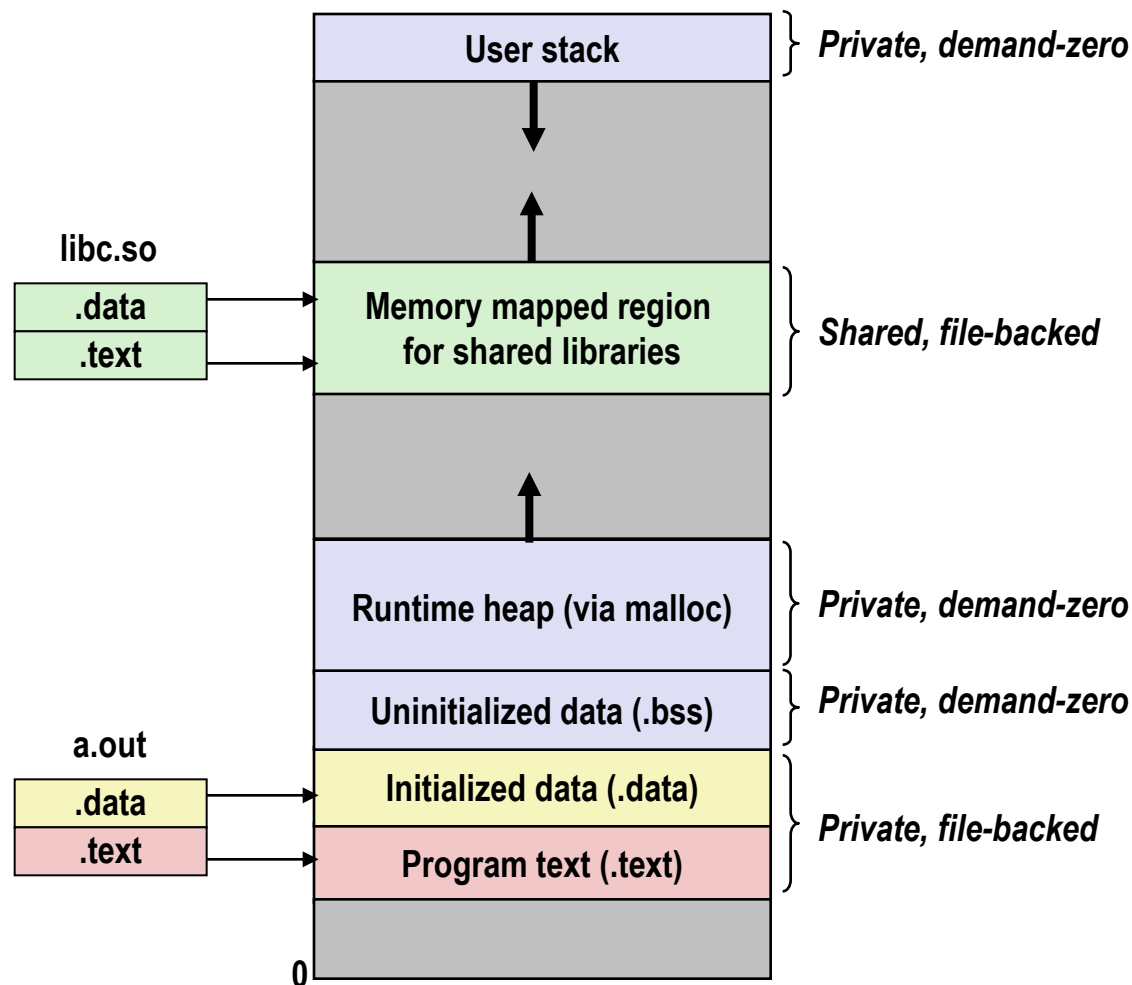 User stack
Private, demand-zero
libc.so
.data
.text
Memory mapped region
for shared libraries
Shared, file-backed
Runtime heap (via malloc)
Private, demand-zero
Uninitialized data (.bss)
Private, demand-zero
a.out
.data
.text
Initialized data (.data)
Program text (.text)
Private, file-backed
0